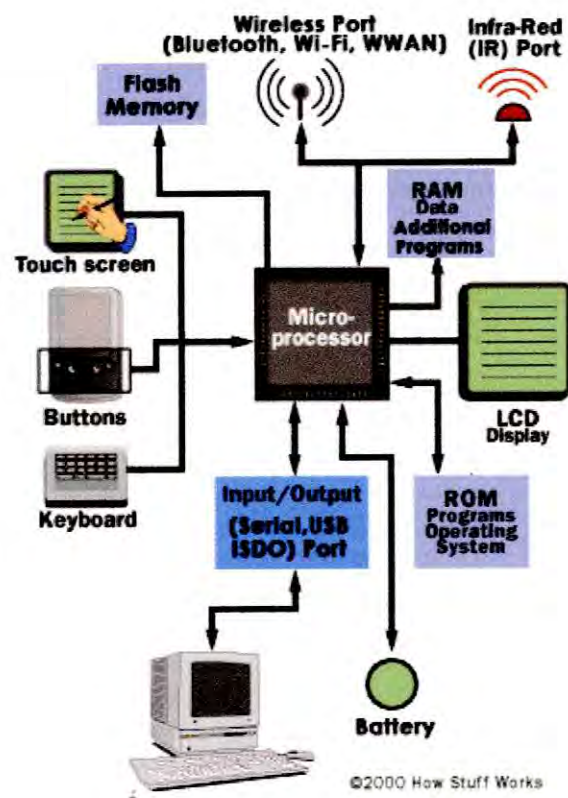 Wireless Port
(Bluetooth, Wi-Fi, WWAN)
Infra-Red
(IR) Port
Flash
Memory
RAM
Data
Additional
Programs
Touch screen
Micro-
processor
Buttons
LCD
Display
Keyboard
Input/Output
(Serial,USB
ISDO) Port
ROM
Programs
Operating
System
Battery
©2000 How Stuff Works